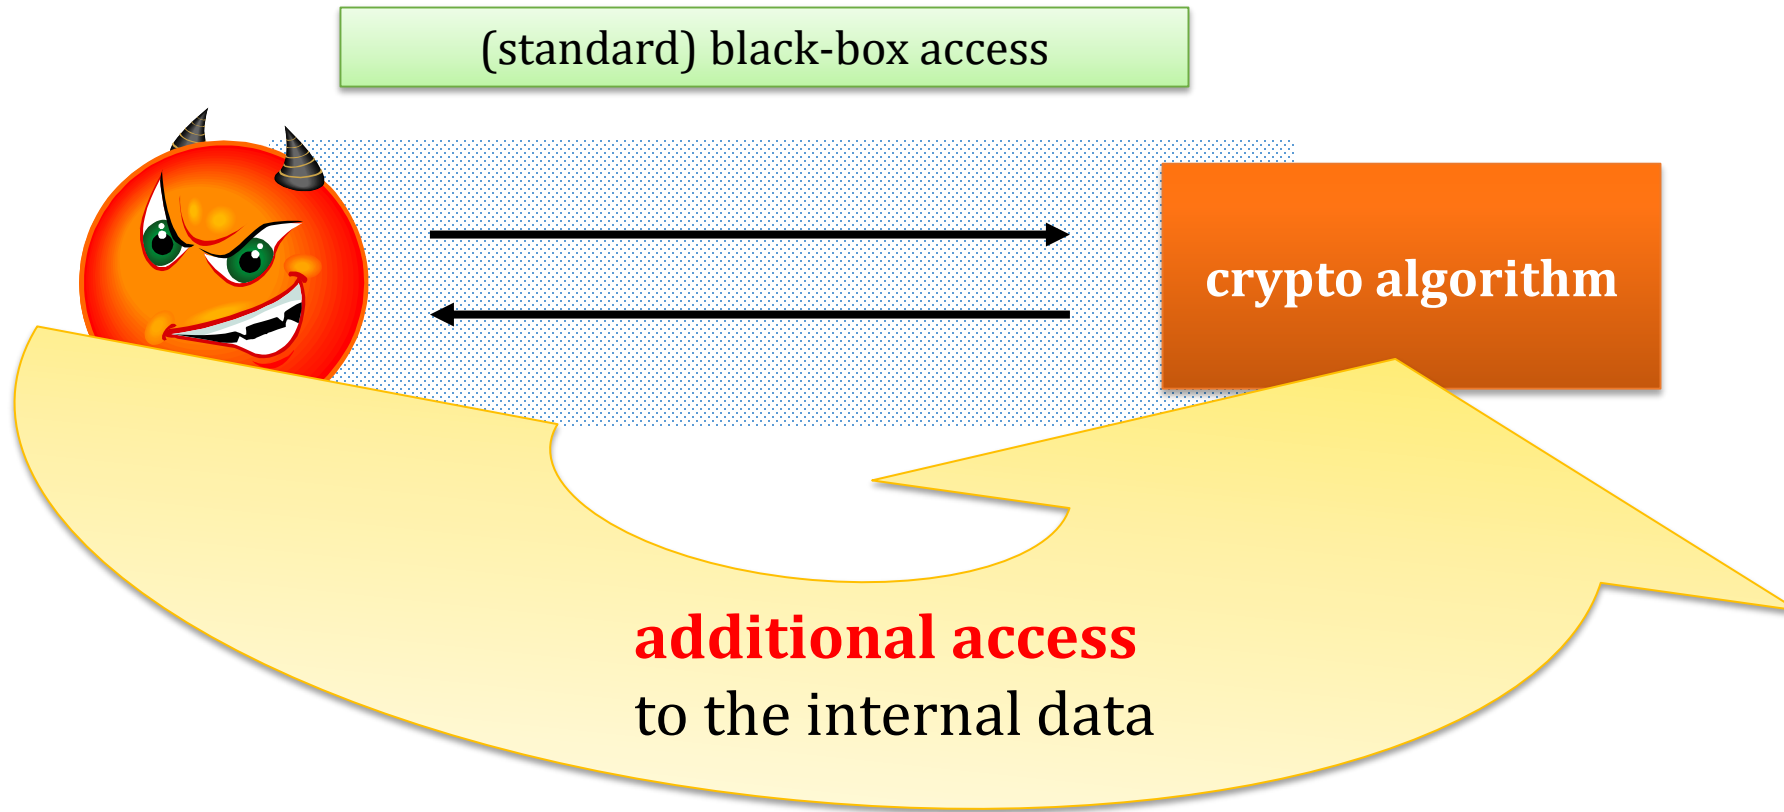 (standard) black-box access
crypto algorithm
additional access
to the internal data